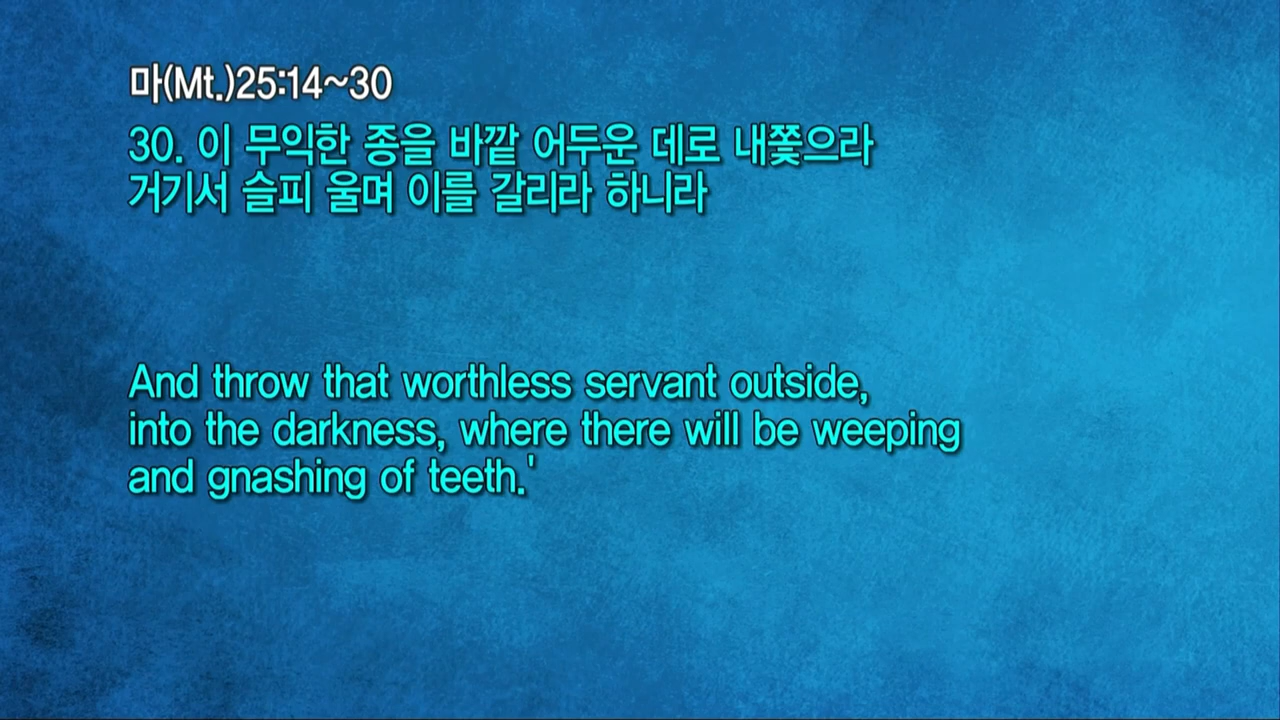 마(Mt.)25:14~30
30. 이 무익한 종을 바깥 어두운 데로 내쫓으라
거기서 슬피 울며 이를 갈리라 하니라
And throw that worthless servant outside,
into the darkness, where there will be weeping
and gnashing of teeth.'